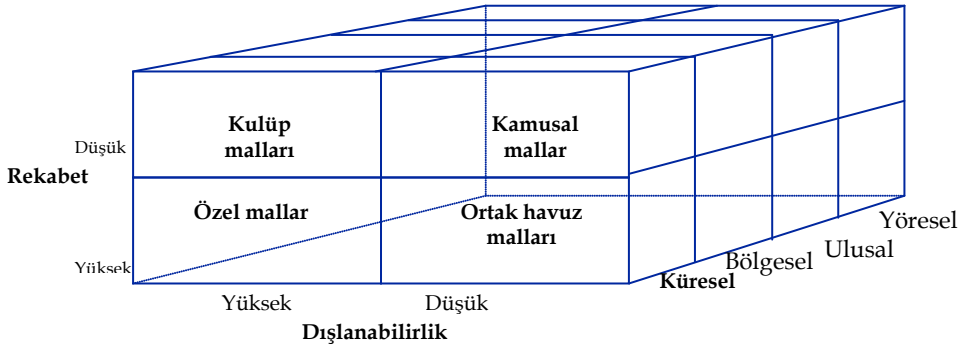 Kulüp
malları
Kamusal
mallar
Düşük
Rekabet
Özel mallar
Ortak havuz
malları
Yöresel
Ulusal
Bölgesel
Küresel
Yüksek
Yüksek
Düşük
Dışlanabilirlik